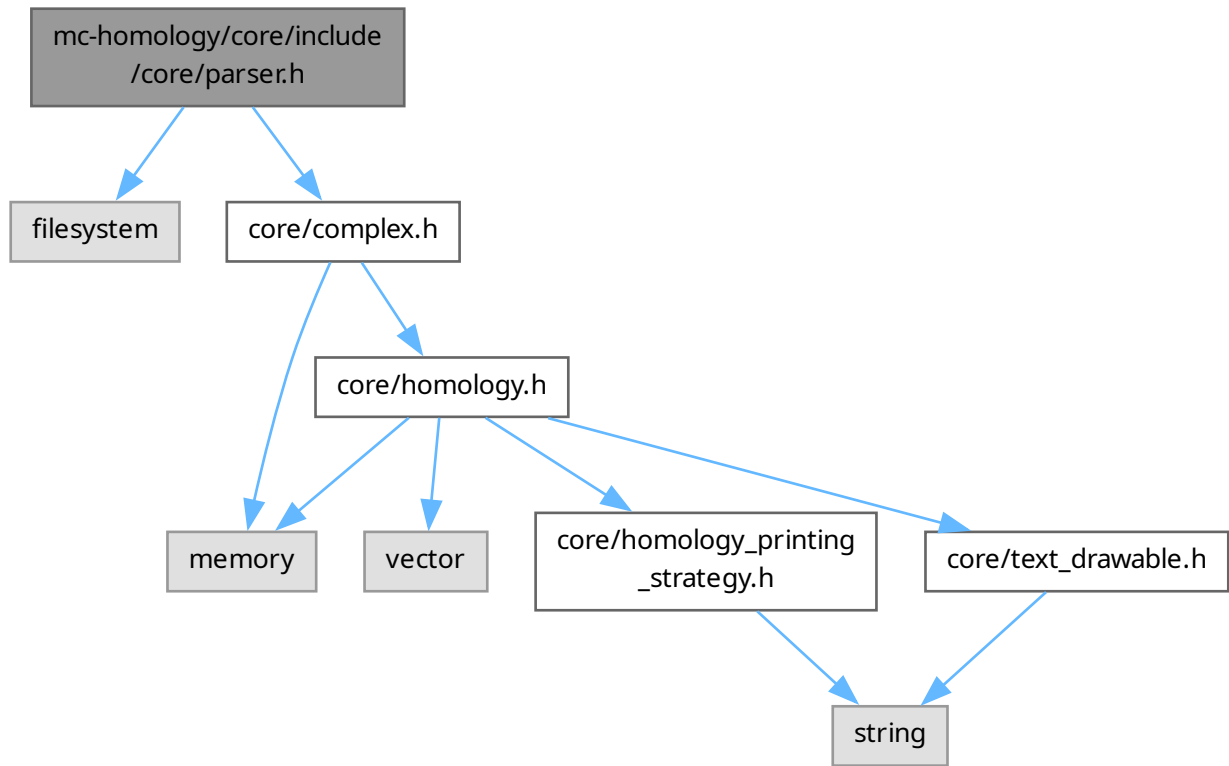 mc-homology/core/include
/core/parser.h
filesystem
core/complex.h
core/homology.h
memory
vector
core/homology_printing
_strategy.h
core/text_drawable.h
string